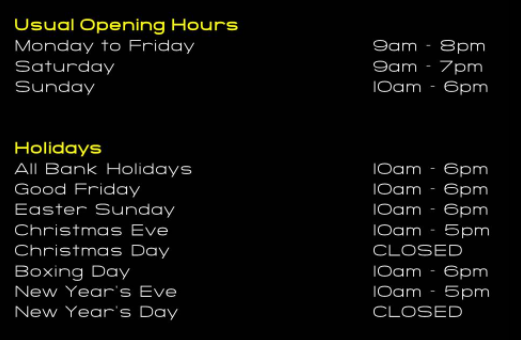 Usual Opening Hours
Monday to Friday 9am - 8pm
Saturday 9am - 7pm
Sunday 10am - 6pm
Holidays
All Bank Holidays 10am - 6pm
Good Friday 10am - 6pm
Easter Sunday 10am - 6pm
Christmas Eve 10am - 5pm
Christmas Day CLOSED
Boxing Day 10am - 6pm
New Year's Eve 10am - 5pm
New Year's Day CLOSED